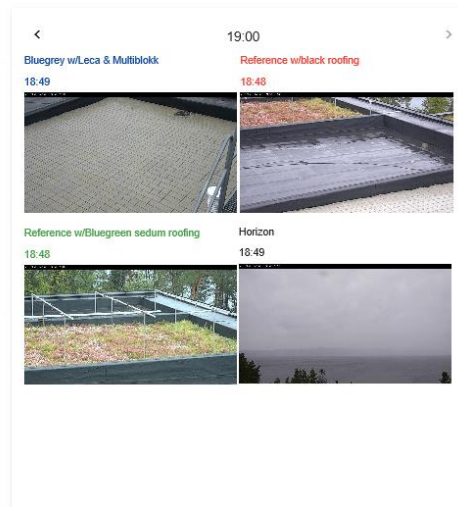 19:00
Bluegrey w/Leca & Multiblokk
Reference w/black roofing
18:49
18:48
Reference w/Bluegreen sedum roofing
Horizon
18:48
18:49